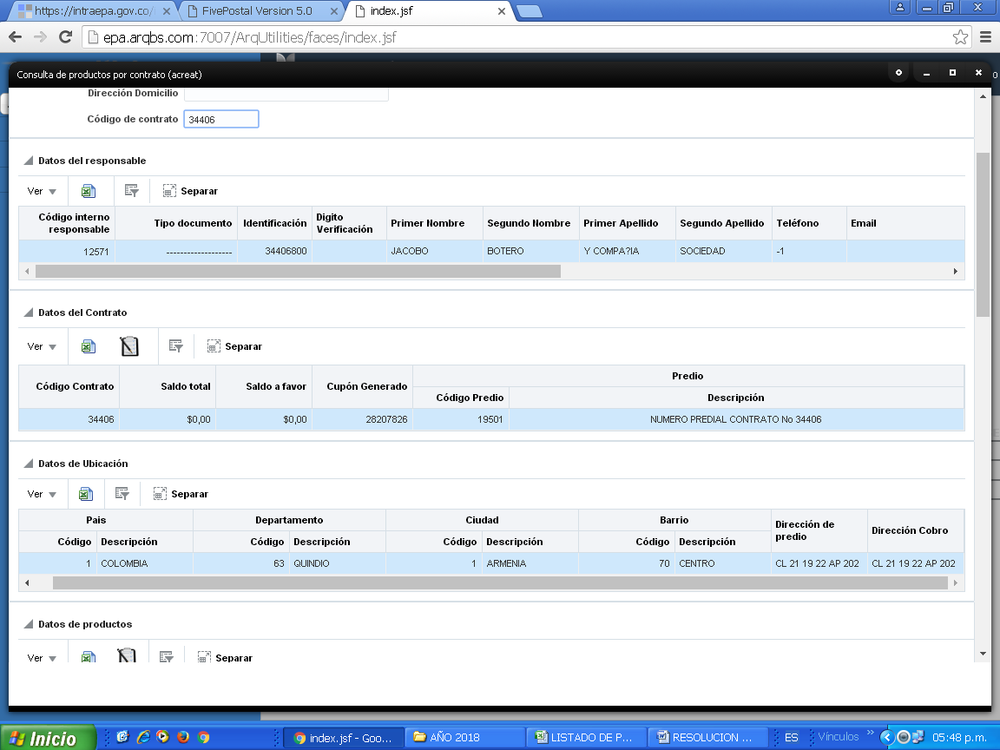 https://intraepa.gov.co/
FivePostal Version 5.0
index.jsf
epa.arqbs.com:7007/ArqUtilities/faces/index.jsf
Consulta de productos por contrato (acreat)
Dirección Domicilio
Código de contrato 34406
Datos del responsable
Ver Separar
Código interno responsable Tipo documento Identificación Digito Verificación Primer Nombre Segundo Nombre Primer Apellido Segundo Apellido Teléfono Email
12571 ------------------- 34406800 JACOBO BOTERO Y COMPA?IA SOCIEDAD -1
Datos del Contrato
Ver Separar
Código Contrato Saldo total Saldo a favor Cupón Generado Predio
Código Predio Descripción
34406 $0,00 $0,00 28207826 19501 NUMERO PREDIAL CONTRATO No 34406
Datos de Ubicación
Ver Separar
Pais Departamento Ciudad Barrio Dirección de predio Dirección Cobro
Código Descripción Código Descripción Código Descripción Código Descripción
1 COLOMBIA 63 QUINDIO 1 ARMENIA 70 CENTRO CL 21 19 22 AP 202 CL 21 19 22 AP 202
Datos de productos
Ver Separar
Inicio index.jsf - Goo... AÑO 2018 LISTADO DE P... RESOLUCION ... ES Vínculos » 05:48 p.m.